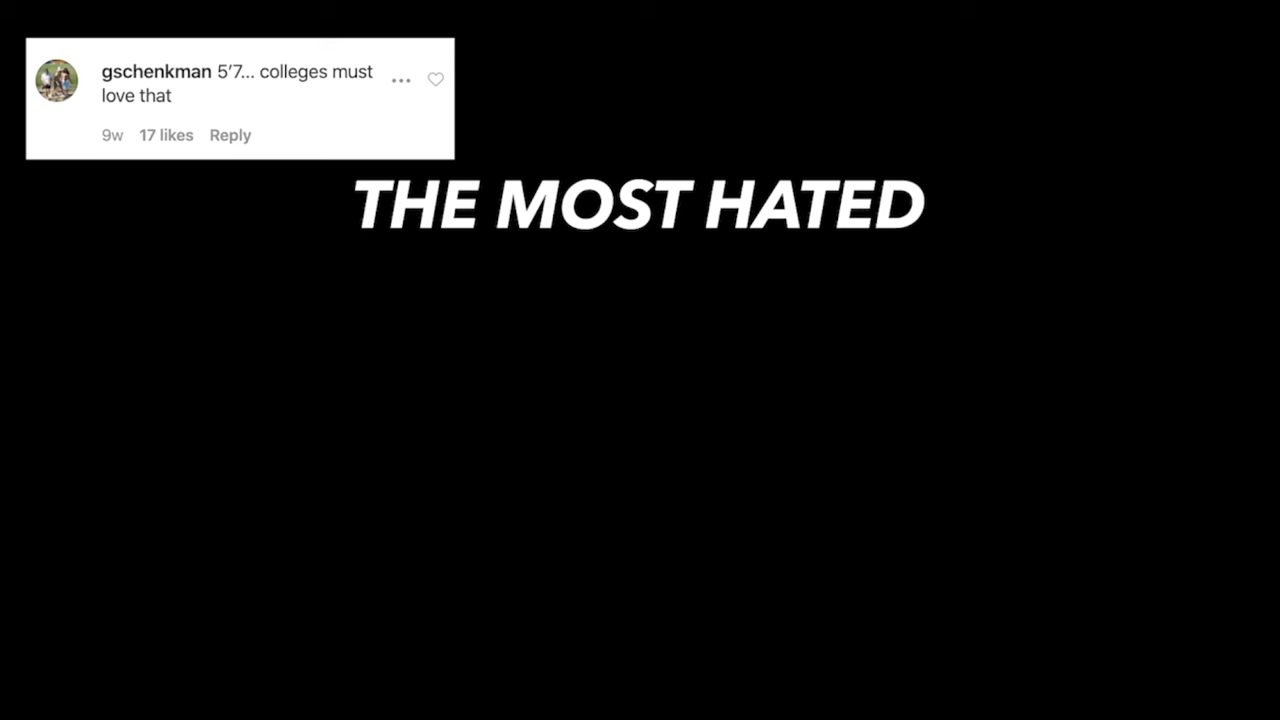 gschenkman 5’7... colleges must
love that
9w 17 likes Reply
THE MOST HATED